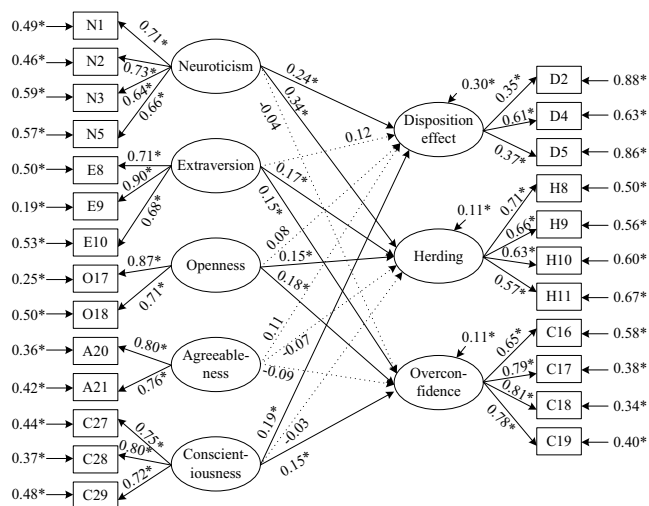 0.49*
N1
0.71*
0.46*
N2
0.73*
0.59*
N3
0.64*
0.57*
N5
0.66*
Neuroticism
0.50*
E8
0.71*
0.19*
E9
0.90*
0.53*
E10
0.68*
Extraversion
0.25*
O17
0.87*
0.50*
O18
0.71*
Openness
0.36*
A20
0.80*
0.42*
A21
0.76*
Agreeable-
ness
0.44*
C27
0.75*
0.37*
C28
0.80*
0.48*
C29
0.72*
Conscient-
iousness
0.24*
0.34*
-0.04
0.12
0.17*
0.15*
0.08
0.15*
0.18*
0.11
-0.07
-0.09
0.19*
-0.03
0.15*
0.30*
Disposition
effect
0.35*
D2
0.88*
0.61*
D4
0.63*
0.37*
D5
0.86*
0.11*
Herding
0.71*
H8
0.50*
0.66*
H9
0.56*
0.63*
H10
0.60*
0.57*
H11
0.67*
0.11*
Overcon-
fidence
0.65*
C16
0.58*
0.79*
C17
0.38*
0.81*
C18
0.34*
0.78*
C19
0.40*